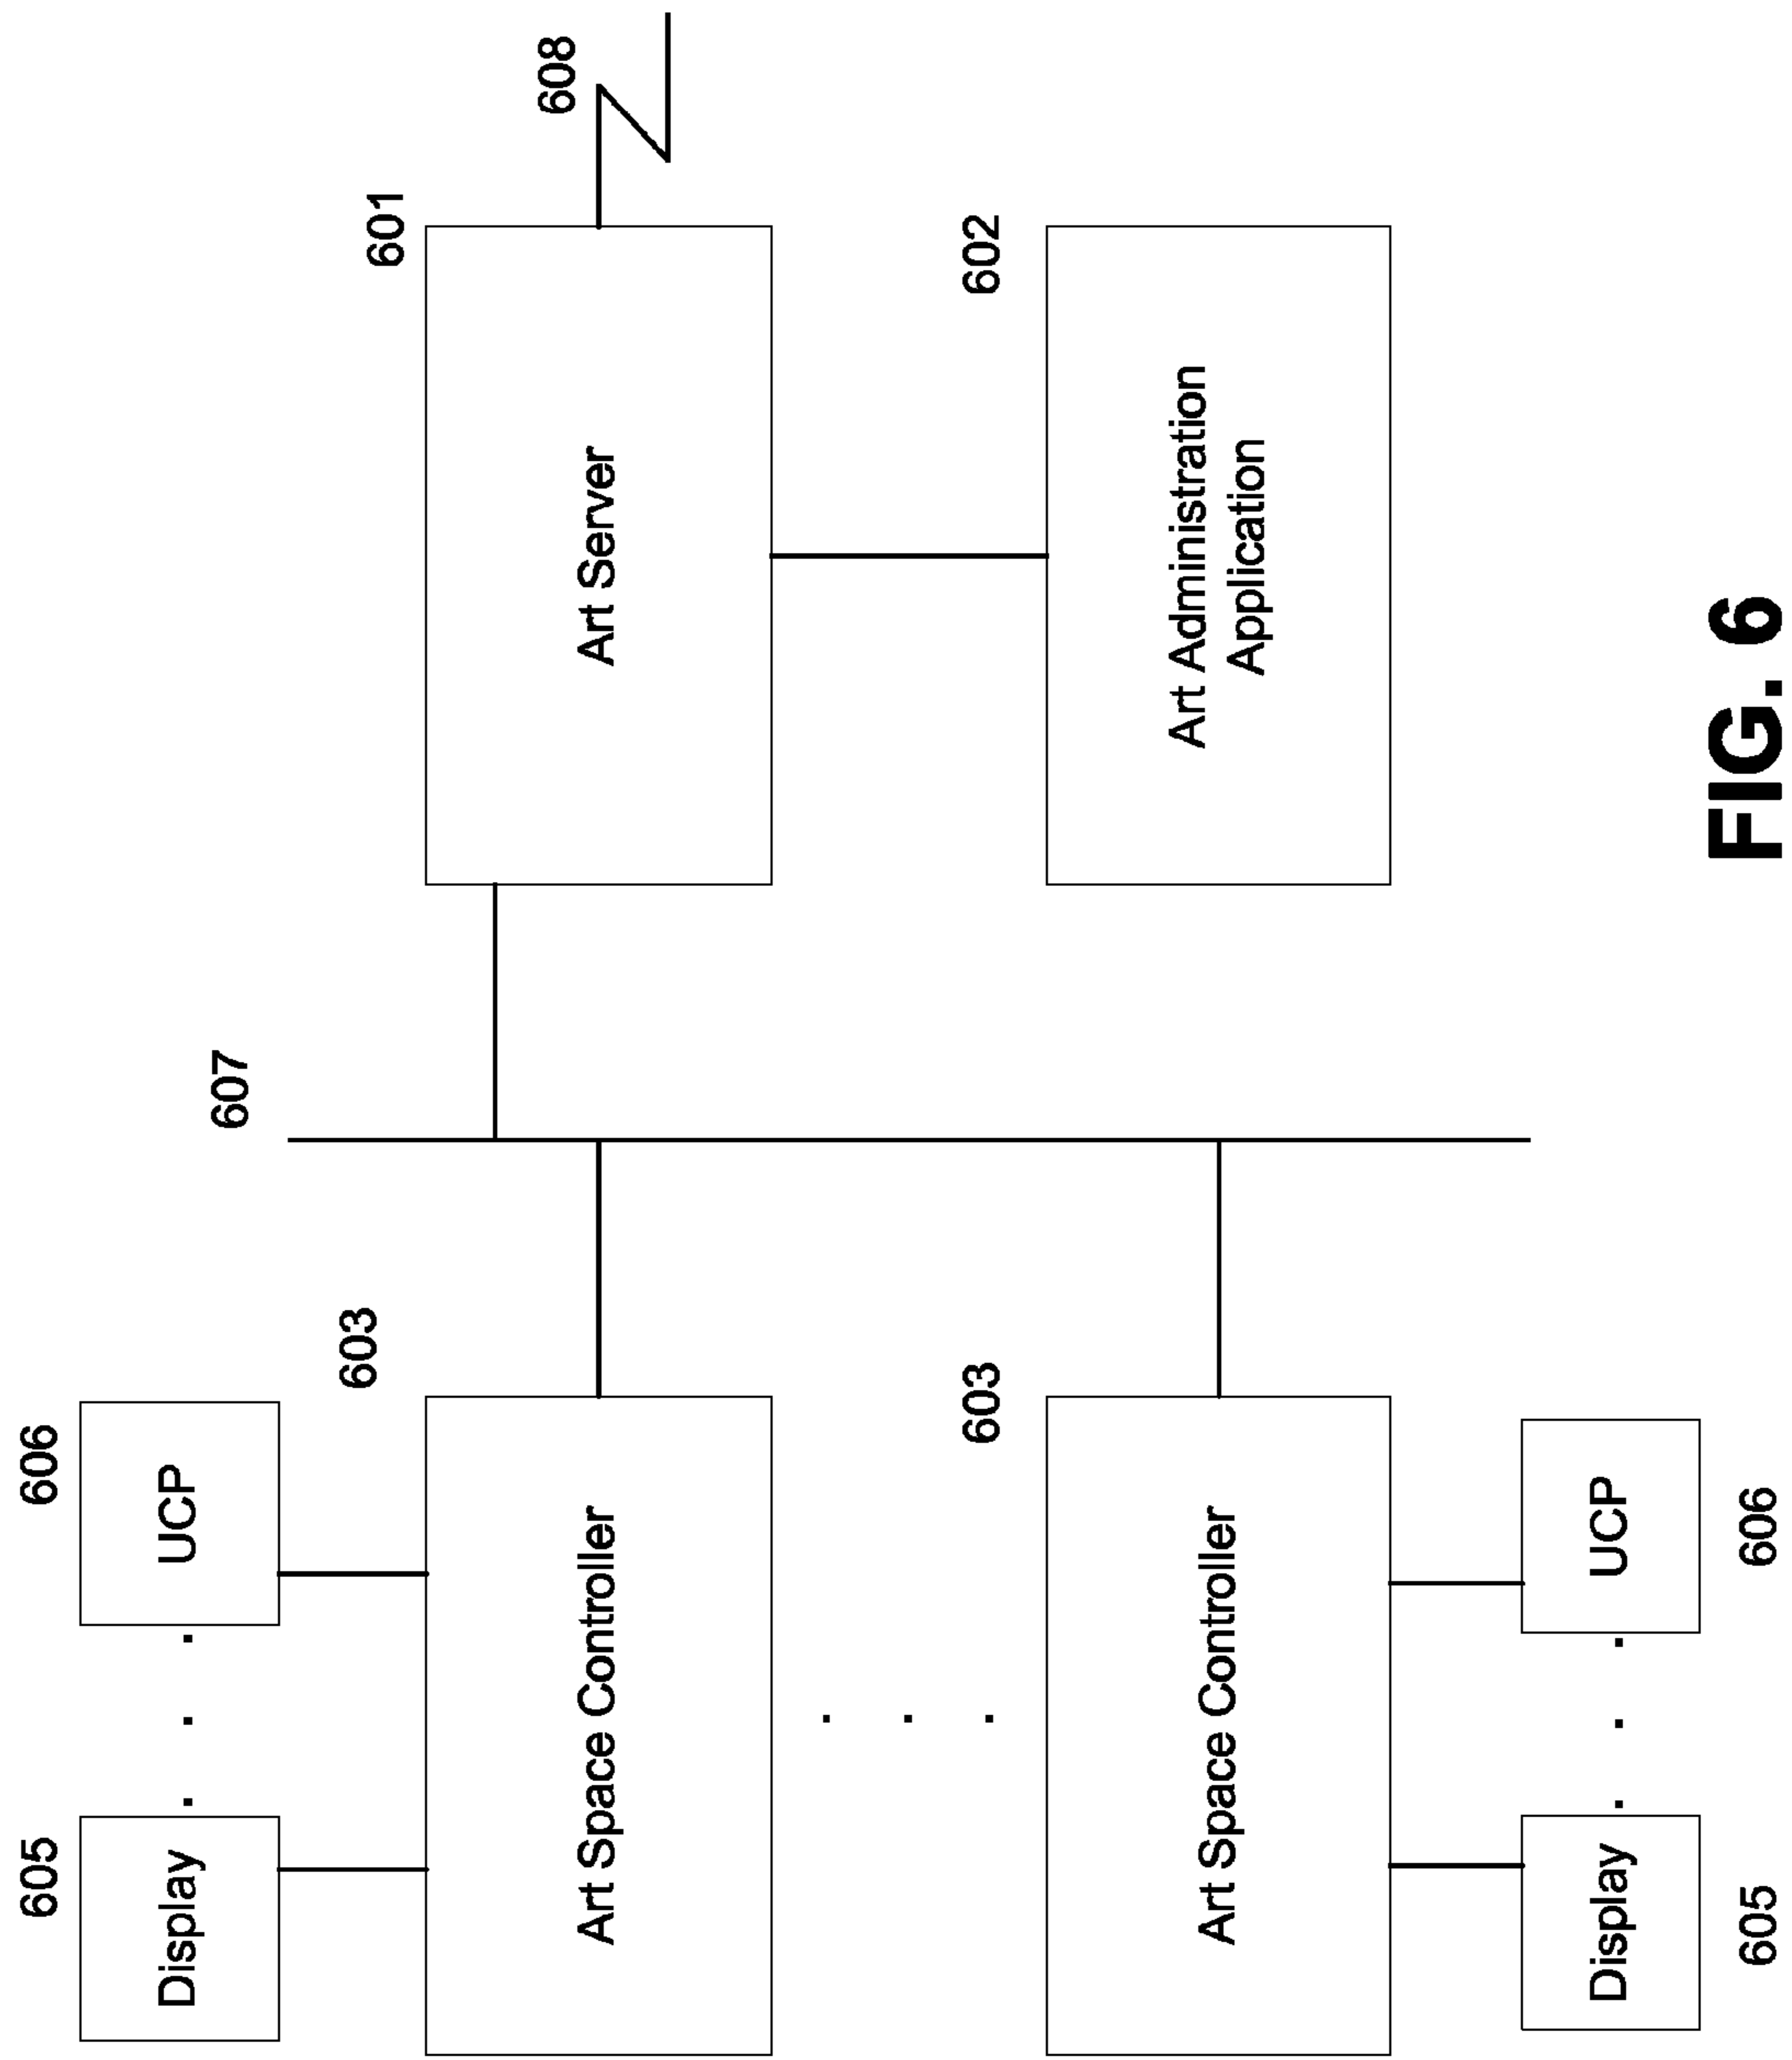 605
606
Display
UCP
607
603
601
608
Art Space Controller
Art Server
603
602
Art Space Controller
Art Administration
Application
Display
UCP
605
606
FIG. 6